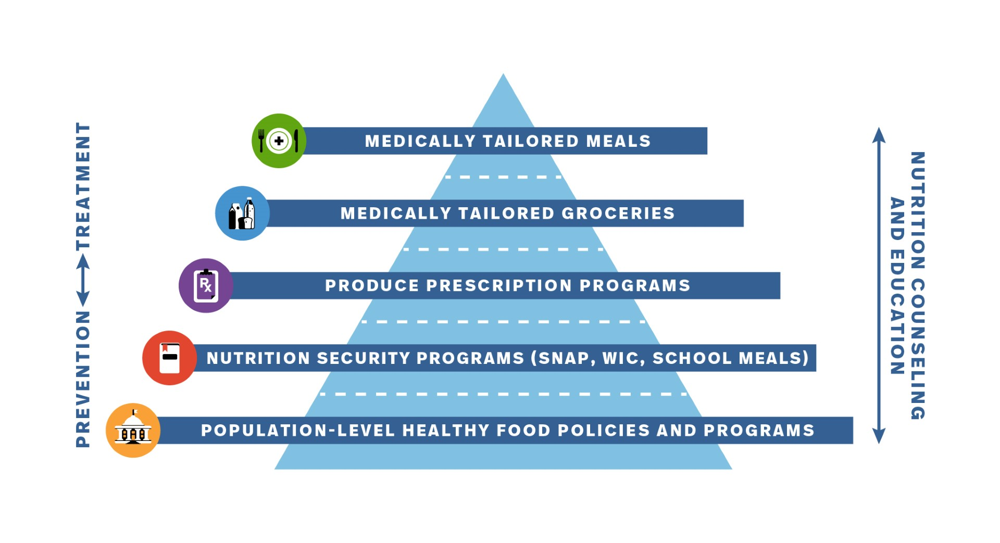 MEDICALLY TAILORED MEALS
MEDICALLY TAILORED GROCERIES
Rx
PRODUCE PRESCRIPTION PROGRAMS
NUTRITION SECURITY PROGRAMS (SNAP, WIC, SCHOOL MEALS)
POPULATION-LEVEL HEALTHY FOOD POLICIES AND PROGRAMS
TREATMENT
PREVENTION
NUTRITION COUNSELING
AND EDUCATION